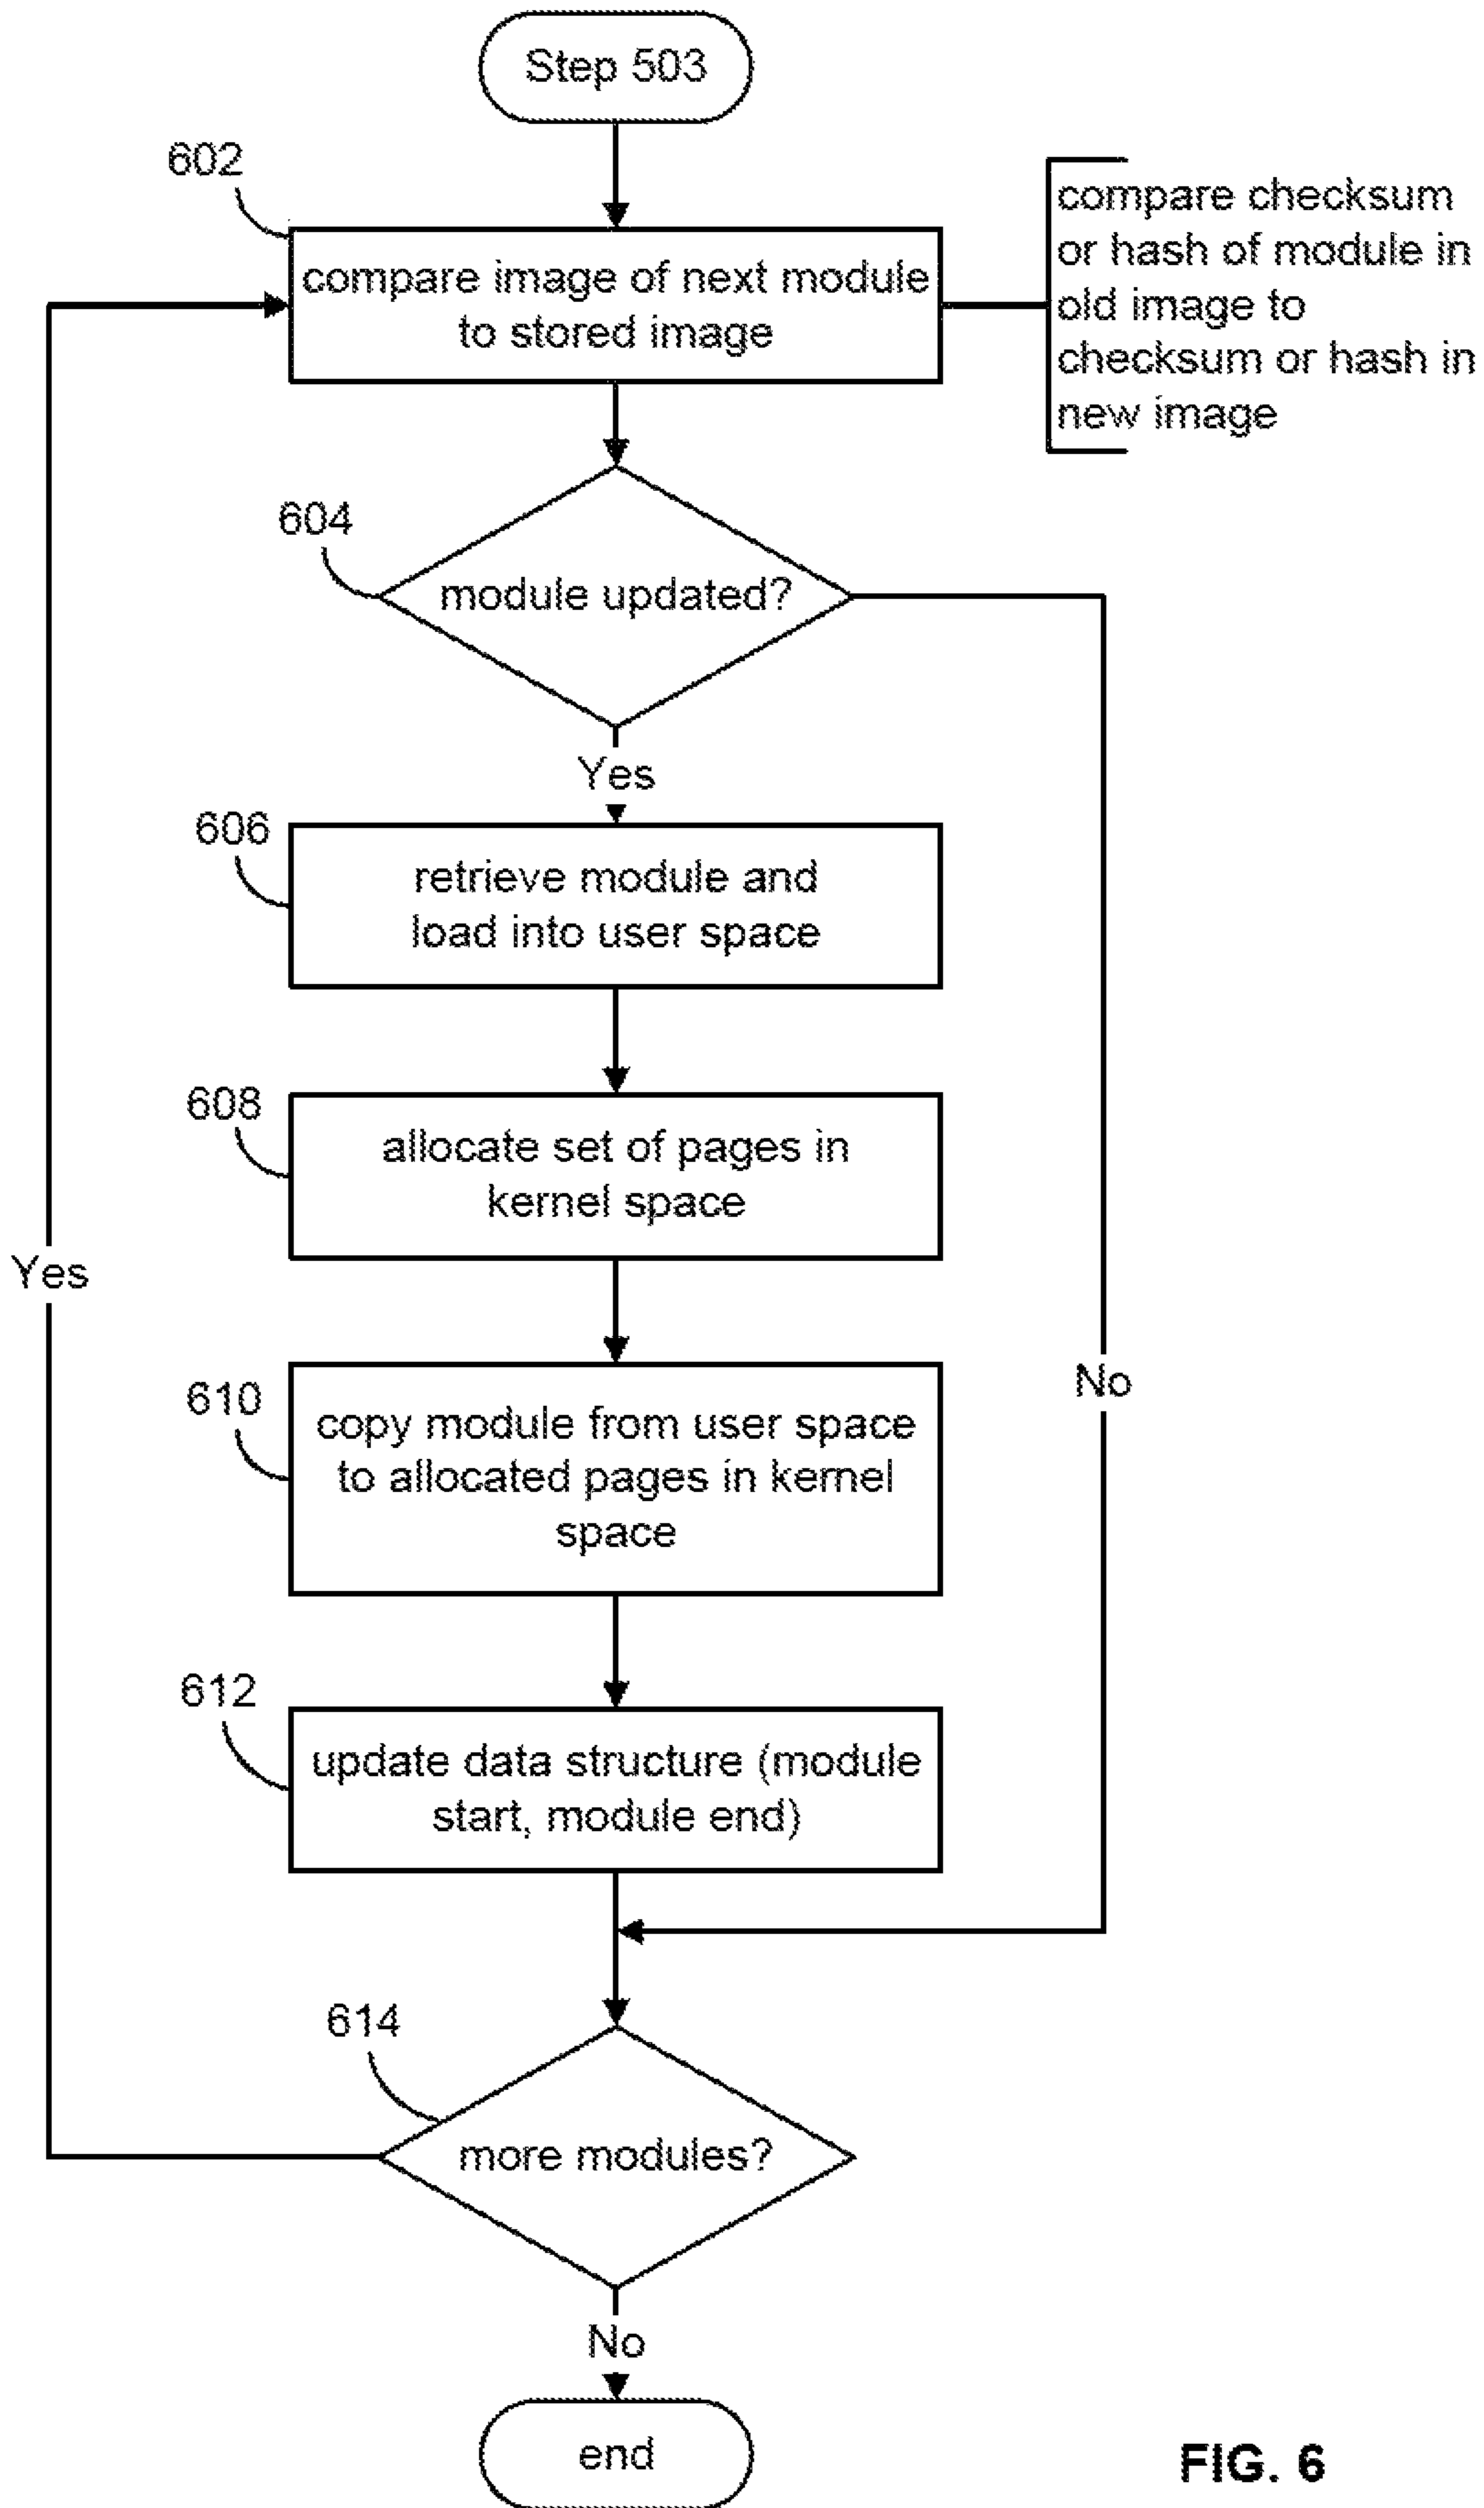 Step 503
602
compare image of next module
to stored image
compare checksum
or hash of module in
old image to
checksum or hash in
new image
604
module updated?
Yes
606
retrieve module and
load into user space
608
allocate set of pages in
kernel space
Yes
No
610
copy module from user space
to allocated pages in kernel
space
612
update data structure (module
start, module end)
614
more modules?
No
end
FIG. 6